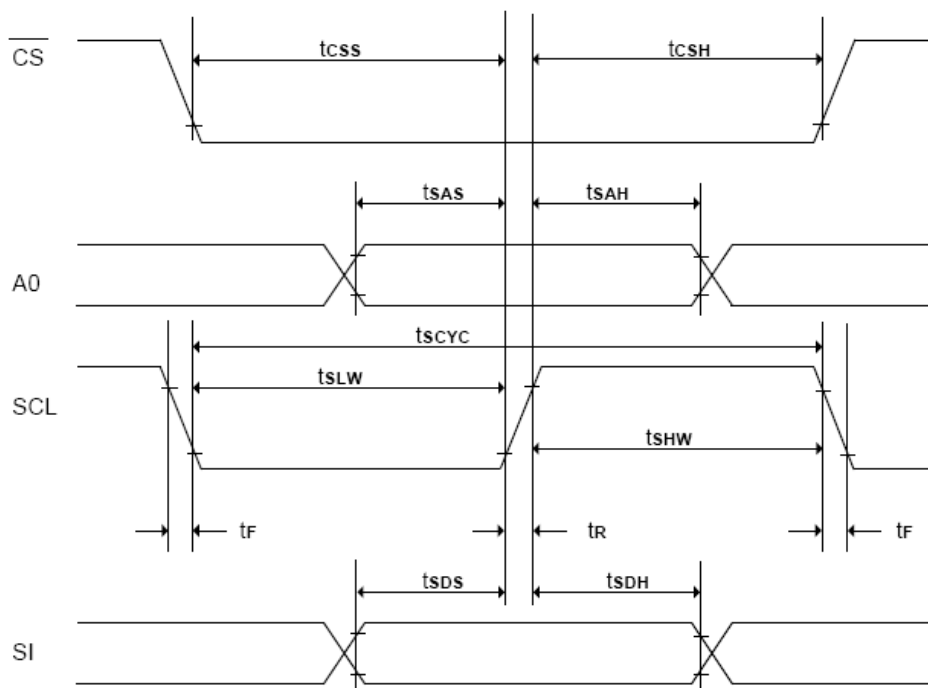 CS
tCSS
tCSH
tSAS
tSAH
A0
tSCYC
tSLW
SCL
tSHW
tF
tR
tF
tSDS
tSDH
SI